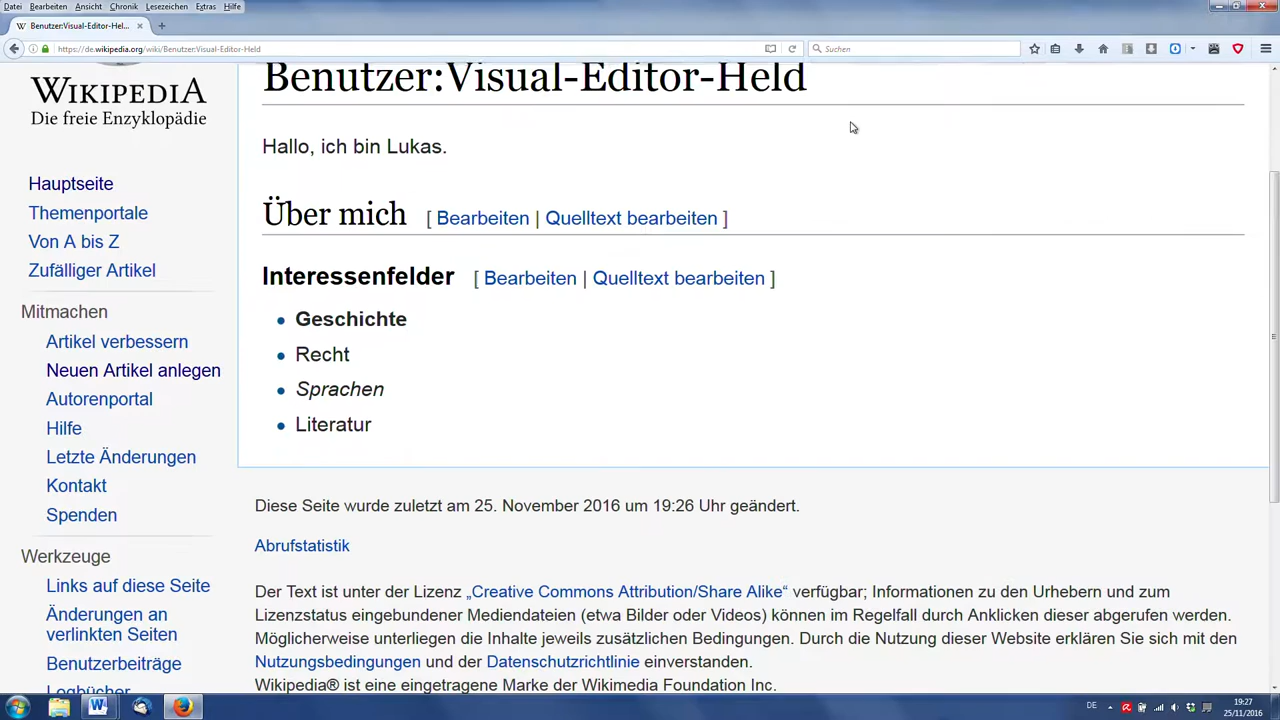 Datei Bearbeiten Ansicht Chronik Lesezeichen Extras Hilfe
Benutzer:Visual-Editor-Hel...
https://de.wikipedia.org/wiki/Benutzer:Visual-Editor-Held
Suchen
WIKIPEDIA
Die freie Enzyklopädie
Hauptseite
Themenportale
Von A bis Z
Zufälliger Artikel
Mitmachen
Artikel verbessern
Neuen Artikel anlegen
Autorenportal
Hilfe
Letzte Änderungen
Kontakt
Spenden
Werkzeuge
Links auf diese Seite
Änderungen an
verlinkten Seiten
Benutzerbeiträge
Logbücher
Benutzer:Visual-Editor-Held
Hallo, ich bin Lukas.
Über mich [ Bearbeiten | Quelltext bearbeiten ]
Interessenfelder [ Bearbeiten | Quelltext bearbeiten ]
Geschichte
Recht
Sprachen
Literatur
Diese Seite wurde zuletzt am 25. November 2016 um 19:26 Uhr geändert.
Abrufstatistik
Der Text ist unter der Lizenz „Creative Commons Attribution/Share Alike“ verfügbar; Informationen zu den Urhebern und zum
Lizenzstatus eingebundener Mediendateien (etwa Bilder oder Videos) können im Regelfall durch Anklicken dieser abgerufen werden.
Möglicherweise unterliegen die Inhalte jeweils zusätzlichen Bedingungen. Durch die Nutzung dieser Website erklären Sie sich mit den
Nutzungsbedingungen und der Datenschutzrichtlinie einverstanden.
Wikipedia® ist eine eingetragene Marke der Wikimedia Foundation Inc.
DE
19:27
25/11/2016